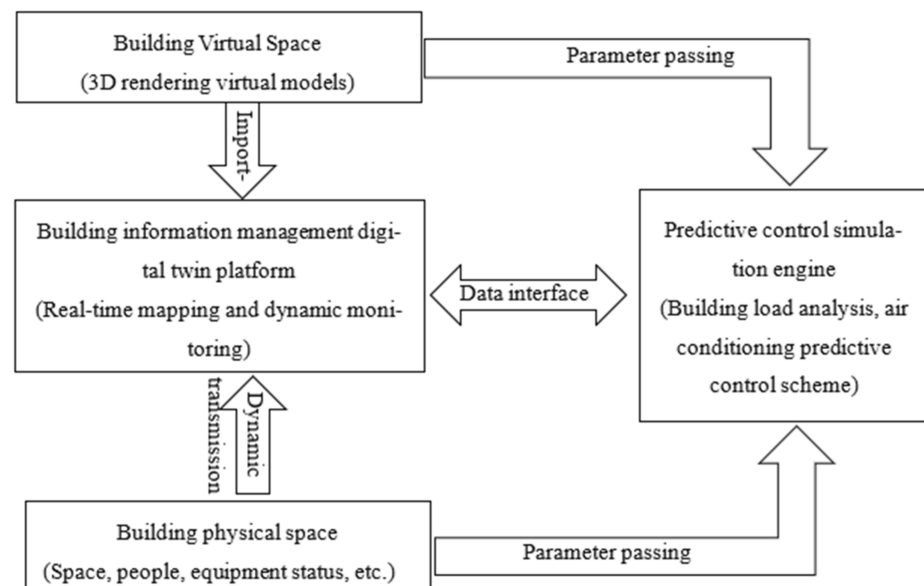 Building Virtual Space
(3D rendering virtual models)
Parameter passing
Import-
Building information management digi-
tal twin platform
(Real-time mapping and dynamic moni-
toring)
Data interface
Predictive control simula-
tion engine
(Building load analysis, air
conditioning predictive
control scheme)
Dynamic
transmission
Building physical space
(Space, people, equipment status, etc.)
Parameter passing